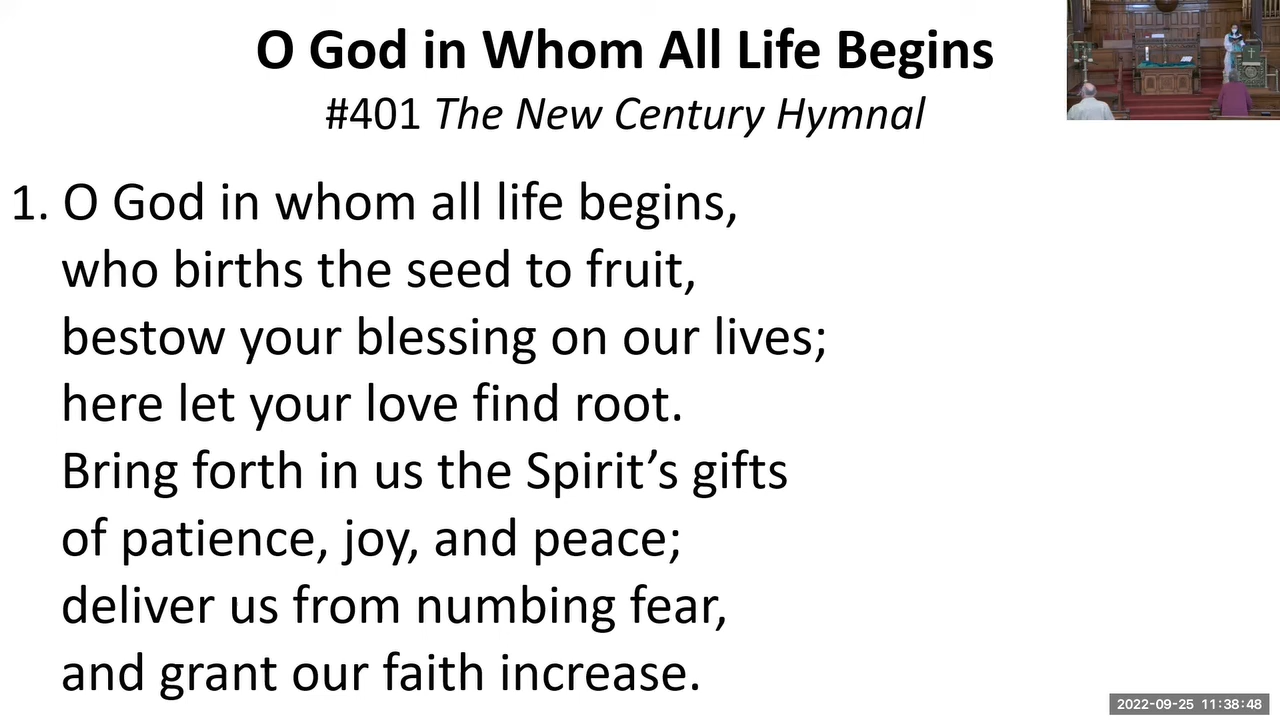 O God in Whom All Life Begins
#401 The New Century Hymnal
1. O God in whom all life begins,
who births the seed to fruit,
bestow your blessing on our lives;
here let your love find root.
Bring forth in us the Spirit’s gifts
of patience, joy, and peace;
deliver us from numbing fear,
and grant our faith increase.
2022-09-25 11:38:48